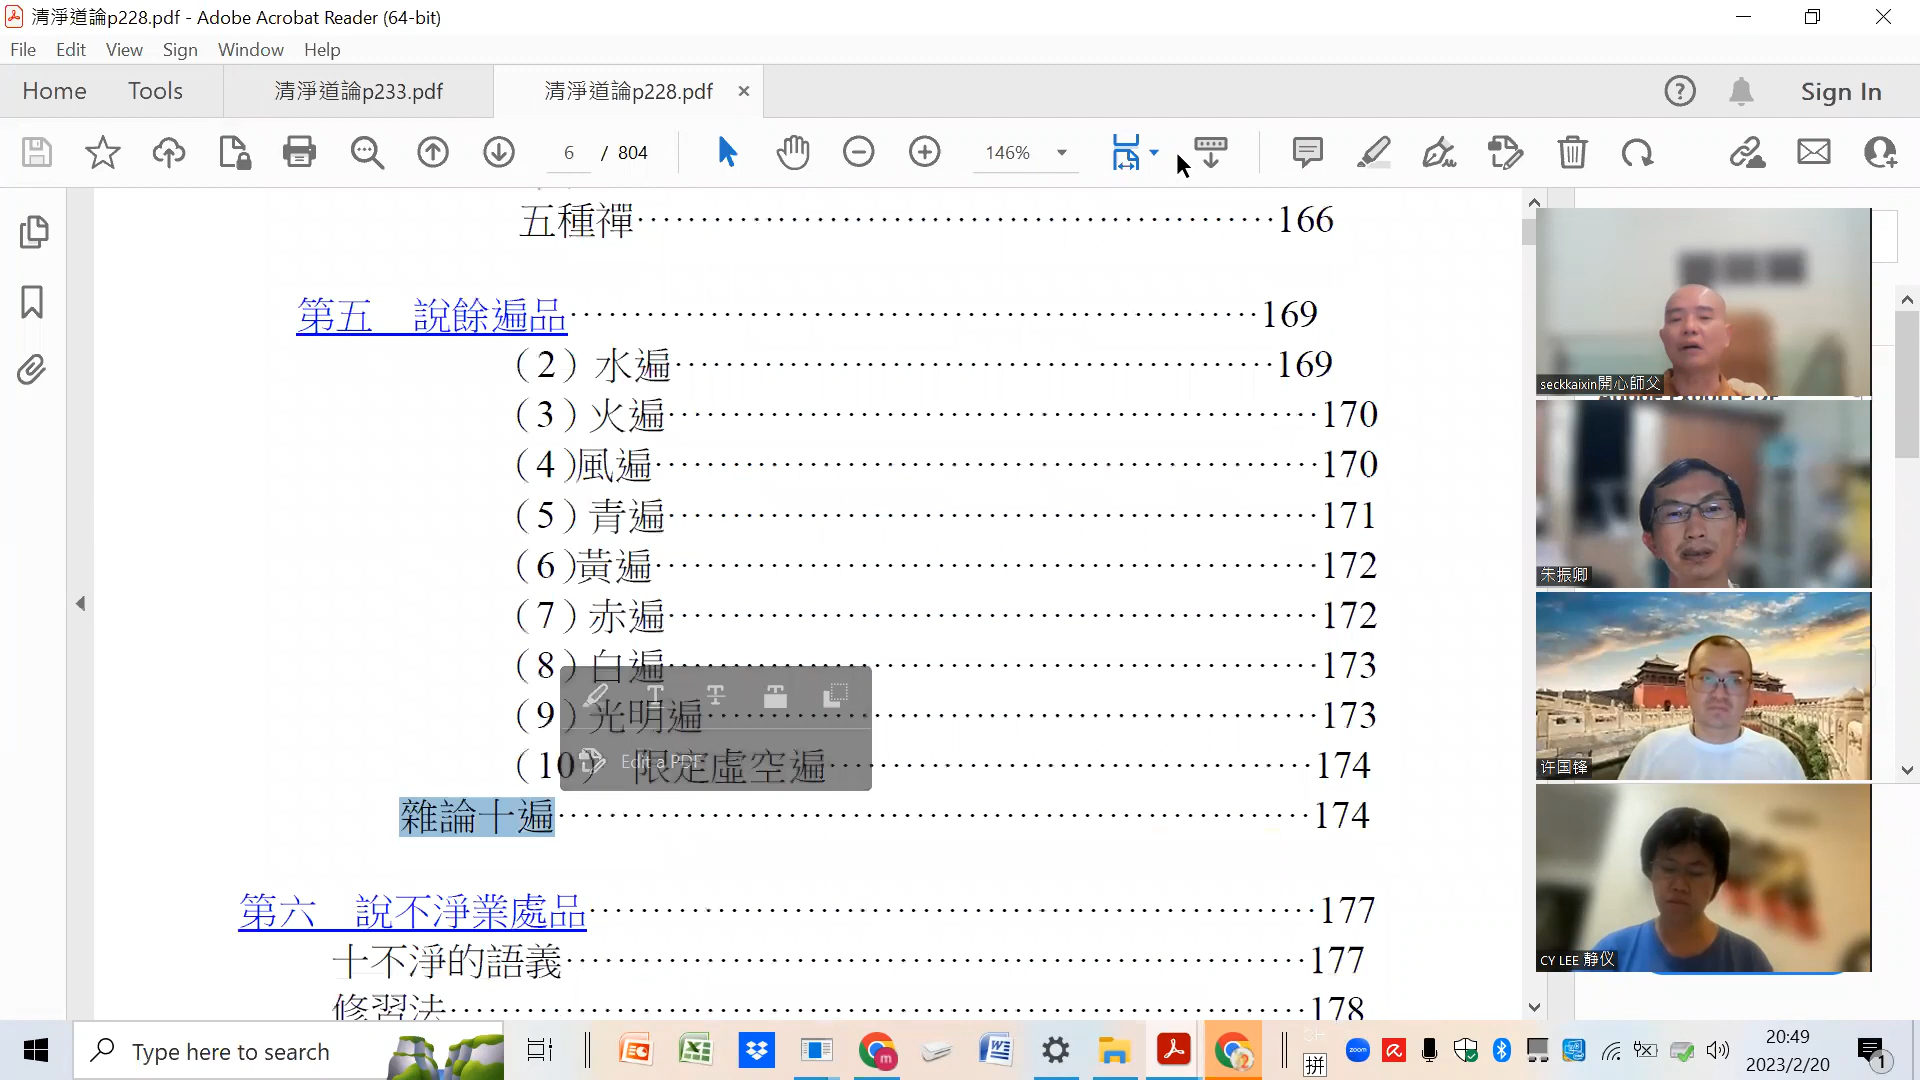 清淨道論p228.pdf - Adobe Acrobat Reader (64-bit)
File Edit View Sign Window Help
Home Tools 清淨道論p233.pdf 清淨道論p228.pdf × Sign In
6 / 804 146%
五種禪 166
第五 說餘遍品 169
(2) 水遍 169
(3) 火遍 170
(4)風遍 170
(5) 青遍 171
(6)黃遍 172
(7) 赤遍 172
(8) 白遍 173
(9) 光明遍 173
(10) 限定虛空遍 174
Edit a PDF
雜論十遍 174
第六 說不淨業處品 177
十不淨的語義 177
修習法 178
seckkaixin開心師父
朱振卿
许国锋
CY LEE 静仪
Type here to search
拼
zoom
20:49
2023/2/20
1